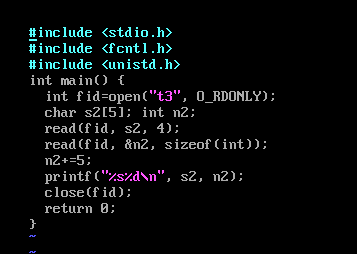 #include <stdio.h>
#include <fcntl.h>
#include <unistd.h>
int main() {
  int fid=open("t3", O_RDONLY);
  char s2[5]; int n2;
  read(fid, s2, 4);
  read(fid, &n2, sizeof(int));
  n2+=5;
  printf("%s%d\n", s2, n2);
  close(fid);
  return 0;
}
~
~